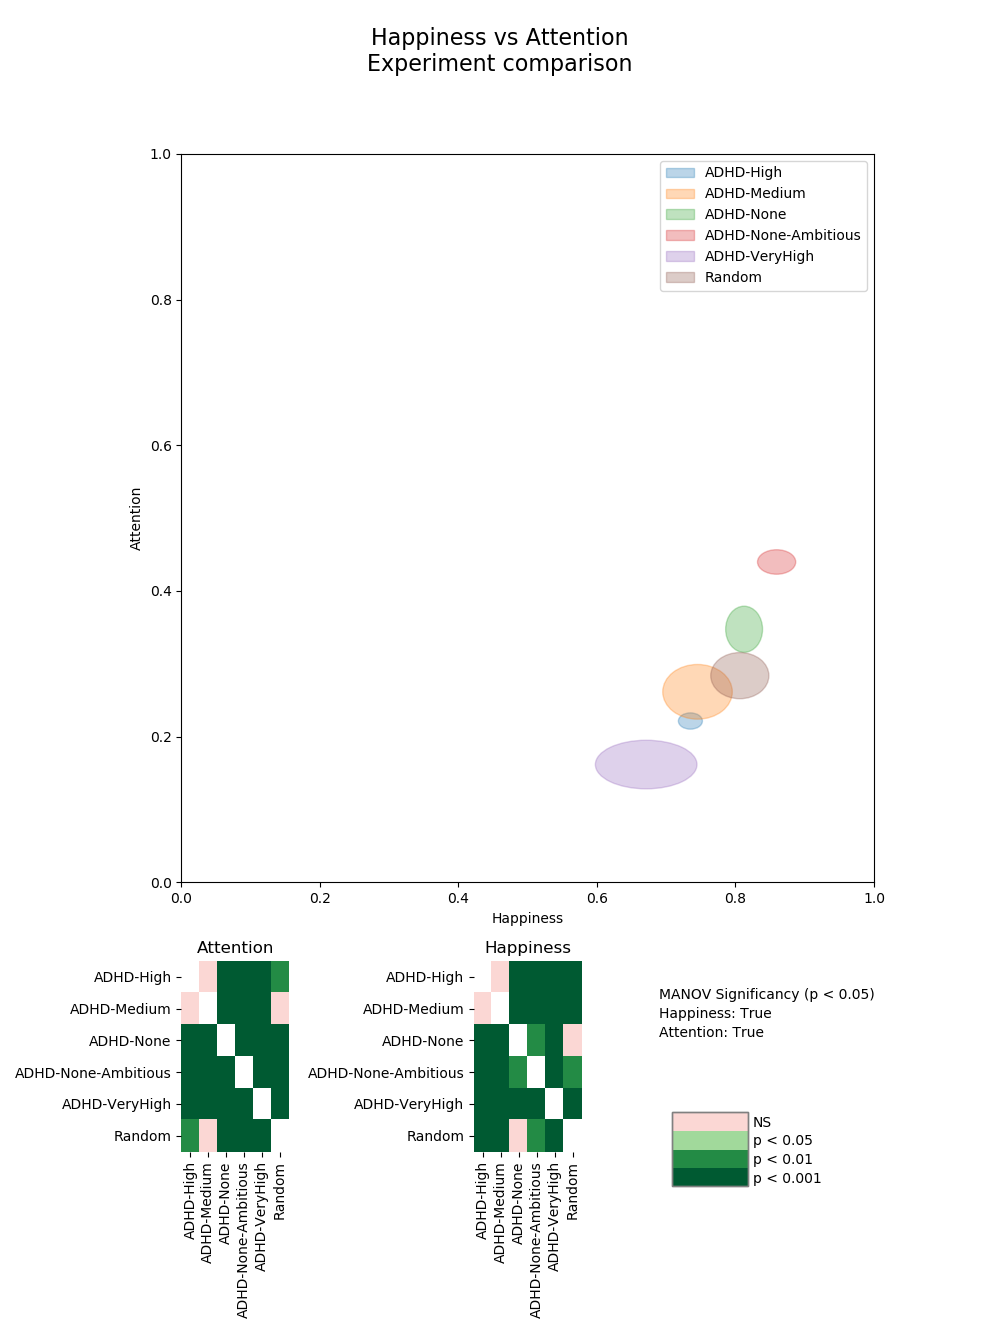 Happiness vs Attention
Experiment comparison
1.0
0.8
0.6
0.4
0.2
0.0
Attention
ADHD-High
ADHD-Medium
ADHD-None
ADHD-None-Ambitious
ADHD-VeryHigh
Random
0.0 0.2 0.4 0.6 0.8 1.0
Happiness
Attention
ADHD-High
ADHD-Medium
ADHD-None
ADHD-None-Ambitious
ADHD-VeryHigh
Random
ADHD-High
ADHD-Medium
ADHD-None
ADHD-None-Ambitious
ADHD-VeryHigh
Random
Happiness
ADHD-High
ADHD-Medium
ADHD-None
ADHD-None-Ambitious
ADHD-VeryHigh
Random
ADHD-High
ADHD-Medium
ADHD-None
ADHD-None-Ambitious
ADHD-VeryHigh
Random
MANOV Significancy (p < 0.05)
Happiness: True
Attention: True
NS
p < 0.05
p < 0.01
p < 0.001